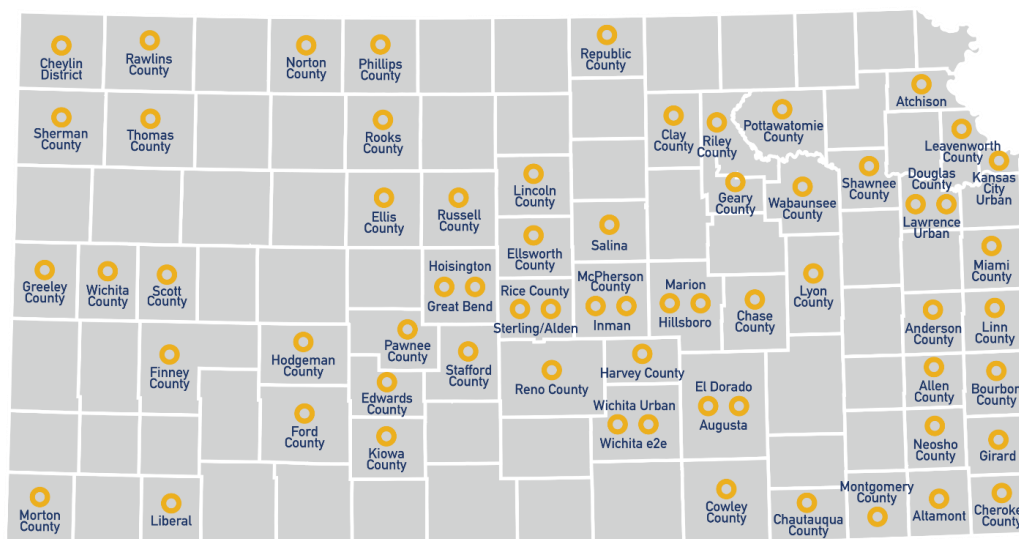 Cheylin
District
Rawlins
County
Norton
County
Phillips
County
Republic
County
Atchison
Sherman
County
Thomas
County
Rooks
County
Clay
County
Riley
County
Pottawatomie
County
Leavenworth
County
Kansas
City
Urban
Lincoln
County
Geary
County
Wabaunsee
County
Shawnee
County
Douglas
County
Lawrence
Urban
Ellis
County
Russell
County
Ellsworth
County
Salina
Miami
County
Greeley
County
Wichita
County
Scott
County
Hoisington
Great Bend
Rice County
Sterling/Alden
McPherson
County
Inman
Marion
Hillsboro
Chase
County
Lyon
County
Anderson
County
Linn
County
Finney
County
Hodgeman
County
Pawnee
County
Stafford
County
Reno County
Harvey County
El Dorado
Augusta
Allen
County
Bourbon
County
Edwards
County
Ford
County
Kiowa
County
Wichita Urban
Wichita e2e
Neosho
County
Girard
Morton
County
Liberal
Cowley
County
Chautauqua
County
Montgomery
County
Altamont
Cheroke
County